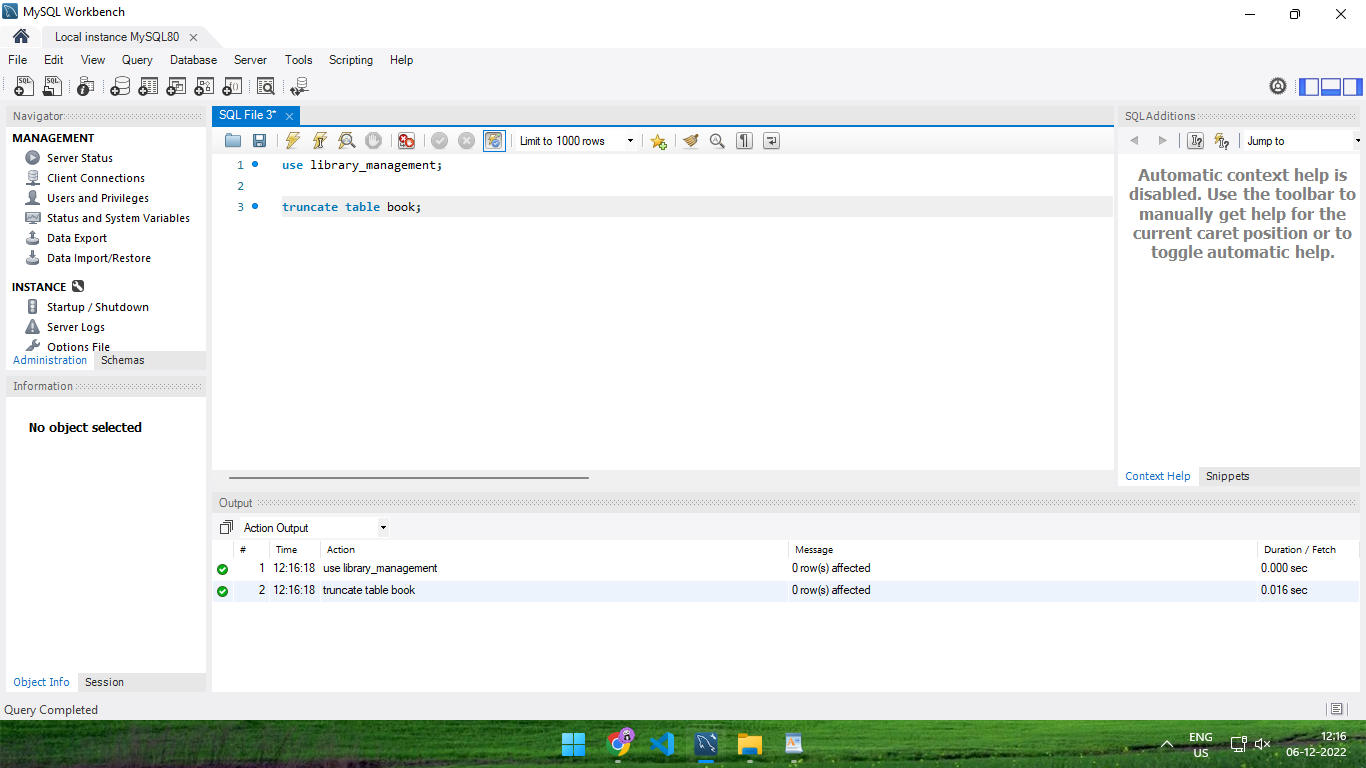 MySQL Workbench
Local instance MySQL80
File Edit View Query Database Server Tools Scripting Help
Navigator
MANAGEMENT
Server Status
Client Connections
Users and Privileges
Status and System Variables
Data Export
Data Import/Restore
INSTANCE
Startup / Shutdown
Server Logs
Options File
Administration Schemas
Information
No object selected
Object Info Session
SQL File 3*
Limit to 1000 rows
1 use library_management;
2
3 truncate table book;
SQLAdditions
Jump to
Automatic context help is
disabled. Use the toolbar to
manually get help for the
current caret position or to
toggle automatic help.
Context Help Snippets
Output
Action Output
# Time Action Message Duration / Fetch
1 12:16:18 use library_management 0 row(s) affected 0.000 sec
2 12:16:18 truncate table book 0 row(s) affected 0.016 sec
Query Completed
ENG
US
12:16
06-12-2022